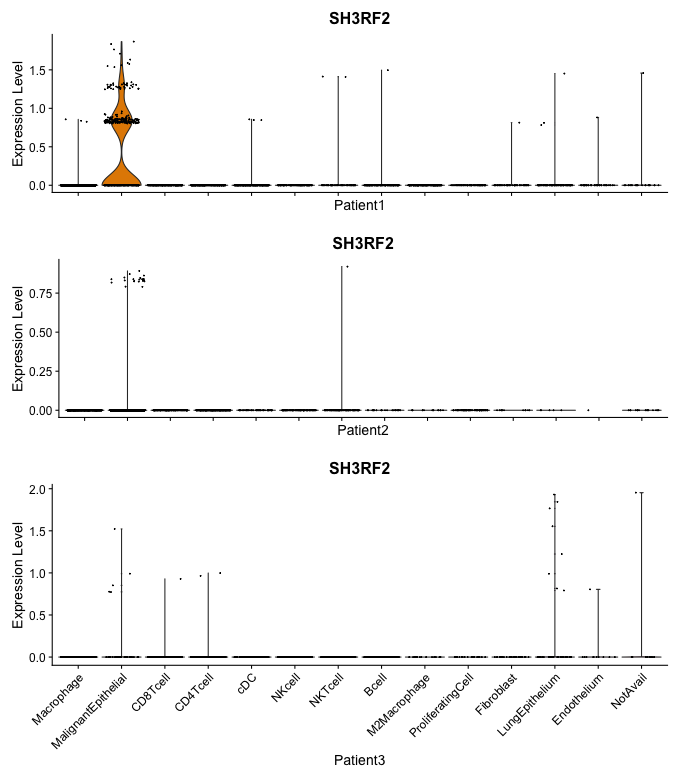 SH3RF2
Expression Level
1.5
1.0
0.5
0.0
Patient1
SH3RF2
Expression Level
0.75
0.50
0.25
0.00
Patient2
SH3RF2
Expression Level
2.0
1.5
1.0
0.5
0.0
Macrophage
MalignantEpithelial
CD8Tcell
CD4Tcell
cDC
NKcell
NKTcell
Bcell
M2Macrophage
ProliferatingCell
Fibroblast
LungEpithelium
Endothelium
NotAvail
Patient3